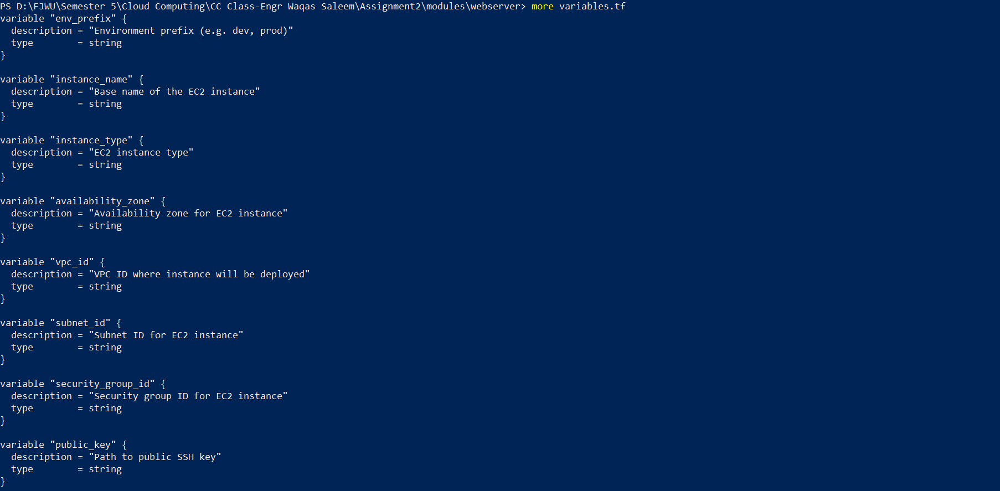 PS D:\FJWU\Semester 5\Cloud Computing\CC Class-Engr Waqas Saleem\Assignment2\modules\webserver> more variables.tf
variable "env_prefix" {
  description = "Environment prefix (e.g. dev, prod)"
  type        = string
}

variable "instance_name" {
  description = "Base name of the EC2 instance"
  type        = string
}

variable "instance_type" {
  description = "EC2 instance type"
  type        = string
}

variable "availability_zone" {
  description = "Availability zone for EC2 instance"
  type        = string
}

variable "vpc_id" {
  description = "VPC ID where instance will be deployed"
  type        = string
}

variable "subnet_id" {
  description = "Subnet ID for EC2 instance"
  type        = string
}

variable "security_group_id" {
  description = "Security group ID for EC2 instance"
  type        = string
}

variable "public_key" {
  description = "Path to public SSH key"
  type        = string
}